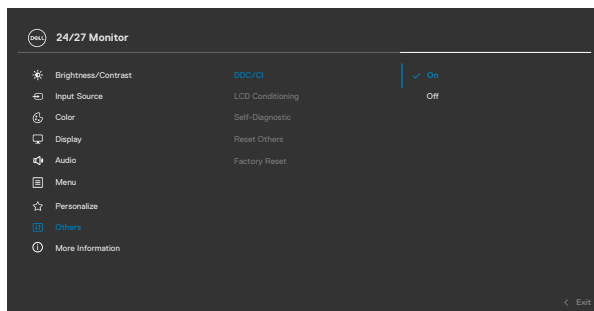 DELL 24/27 Monitor
Brightness/Contrast DDC/CI ✓ On
Input Source LCD Conditioning Off
Color Self-Diagnostic
Display Reset Others
Audio Factory Reset
Menu
Personalize
Others
More Information
< Exit